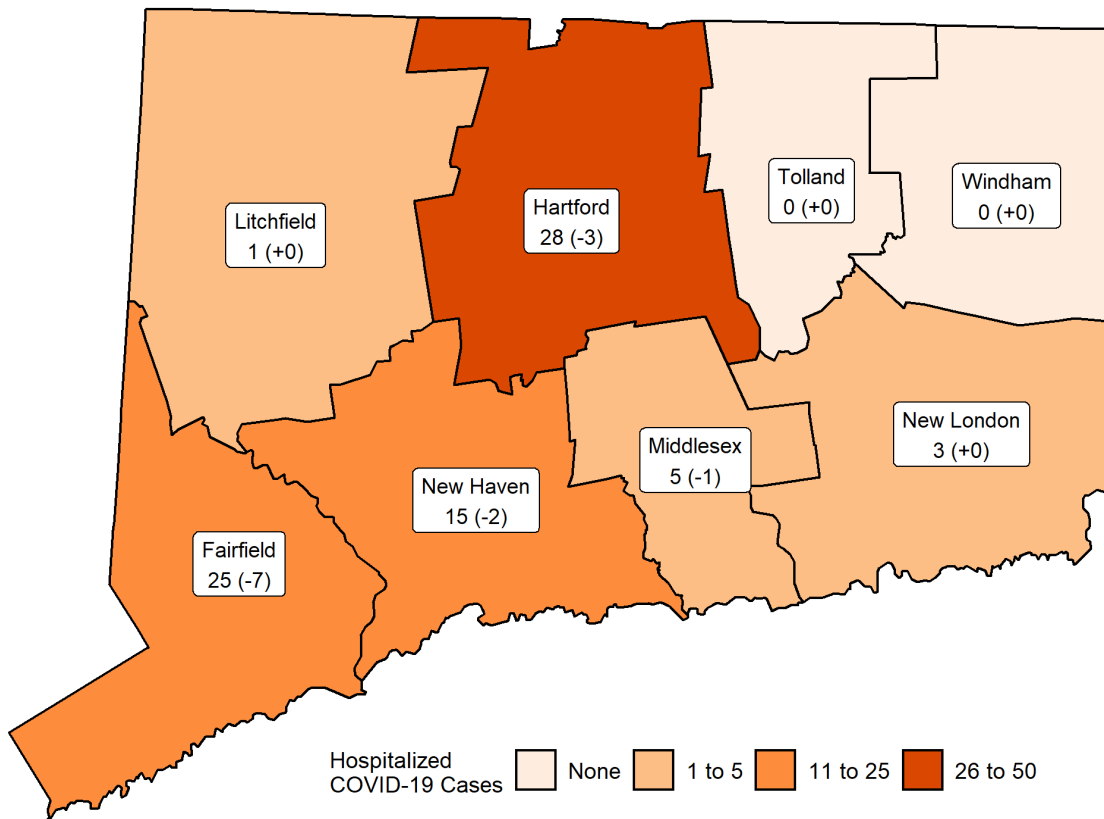 Tolland
0 (+0)
Windham
0 (+0)
Litchfield
1 (+0)
Hartford
28 (-3)
New London
3 (+0)
Middlesex
5 (-1)
New Haven
15 (-2)
Fairfield
25 (-7)
Hospitalized
COVID-19 Cases
None
1 to 5
11 to 25
26 to 50